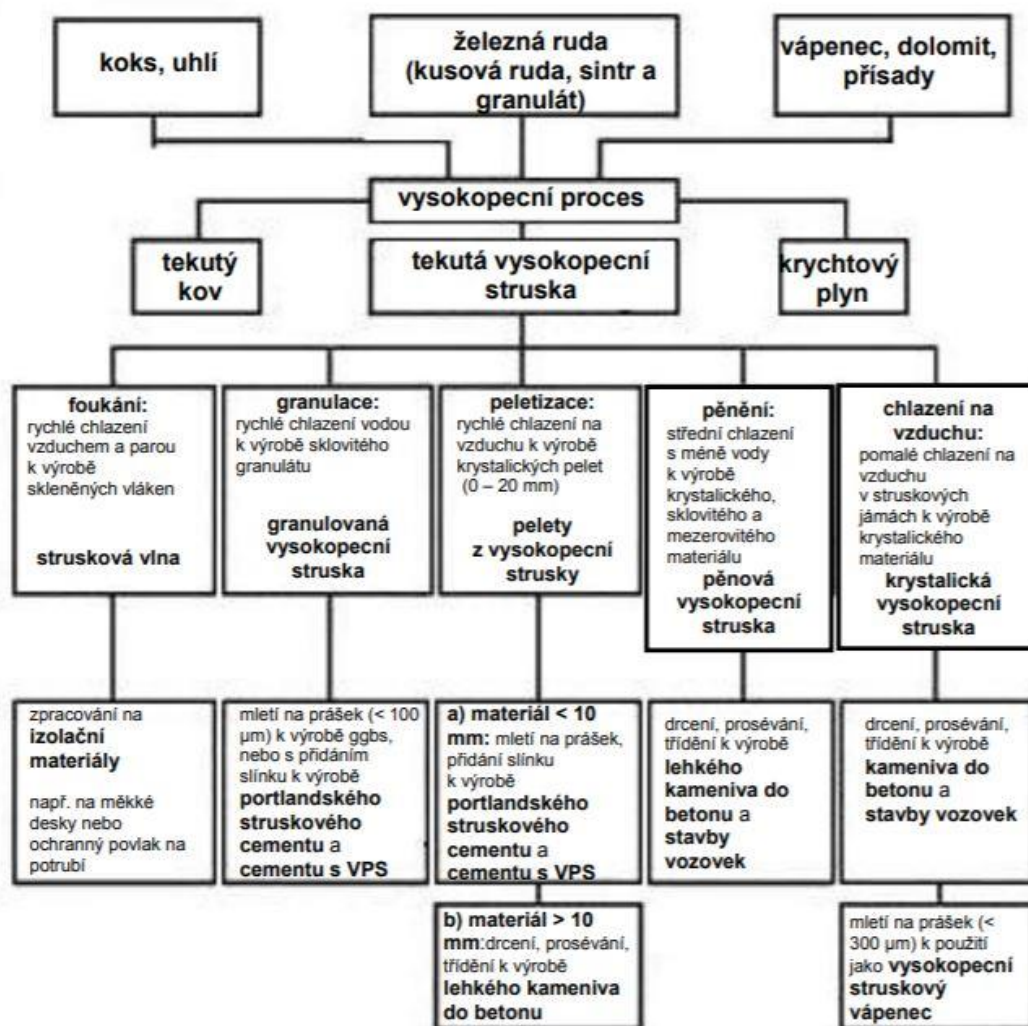 koks, uhlí
železná ruda
(kusová ruda, sintr a
granulát)
vápenec, dolomit,
přísady
vysokopecní proces
tekutý
kov
tekutá vysokopecní
struska
krychtový
plyn
foukání:
rychlé chlazení
vzduchem a parou
k výrobě
skleněných vláken
strusková vlna
granulace:
rychlé chlazení vodou
k výrobě sklovitého
granulátu
granulovaná
vysokopecní
struska
peletizace:
rychlé chlazení na
vzduchu k výrobě
krystalických pelet
(0 – 20 mm)
pelety
z vysokopecní
strusky
pěnění:
střední chlazení
s méně vody
k výrobě
krystalického,
sklovitého a
mezerovitého
materiálu
pěnová
vysokopecní
struska
chlazení na
vzduchu:
pomalé chlazení na
vzduchu
v struskových
jámách k výrobě
krystalického
materiálu
krystalická
vysokopecní
struska
zpracování na
izolační
materiály
např. na měkké
desky nebo
ochranný povlak na
potrubí
mletí na prášek (< 100
µm) k výrobě ggbs,
nebo s přidáním
slínku k výrobě
portlandského
struskového
cementu a
cementu s VPS
a) materiál < 10
mm: mletí na prášek,
přidání slínku
k výrobě
portlandského
struskového
cementu a
cementu s VPS
drcení, prosévání,
třídění k výrobě
lehkého
kameniva do
betonu a
stavby
vozovek
drcení, prosévání,
třídění k výrobě
kameniva do
betonu a
stavby vozovek
b) materiál > 10
mm:drcení, prosévání,
třídění k výrobě
lehkého kameniva
do betonu
mletí na prášek (<
300 µm) k použití
jako vysokopecní
struskový
vápenec